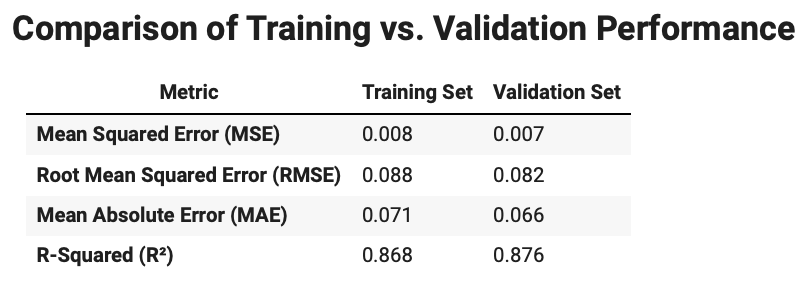 Comparison of Training vs. Validation Performance
Metric Training Set Validation Set
Mean Squared Error (MSE) 0.008 0.007
Root Mean Squared Error (RMSE) 0.088 0.082
Mean Absolute Error (MAE) 0.071 0.066
R-Squared (R²) 0.868 0.876